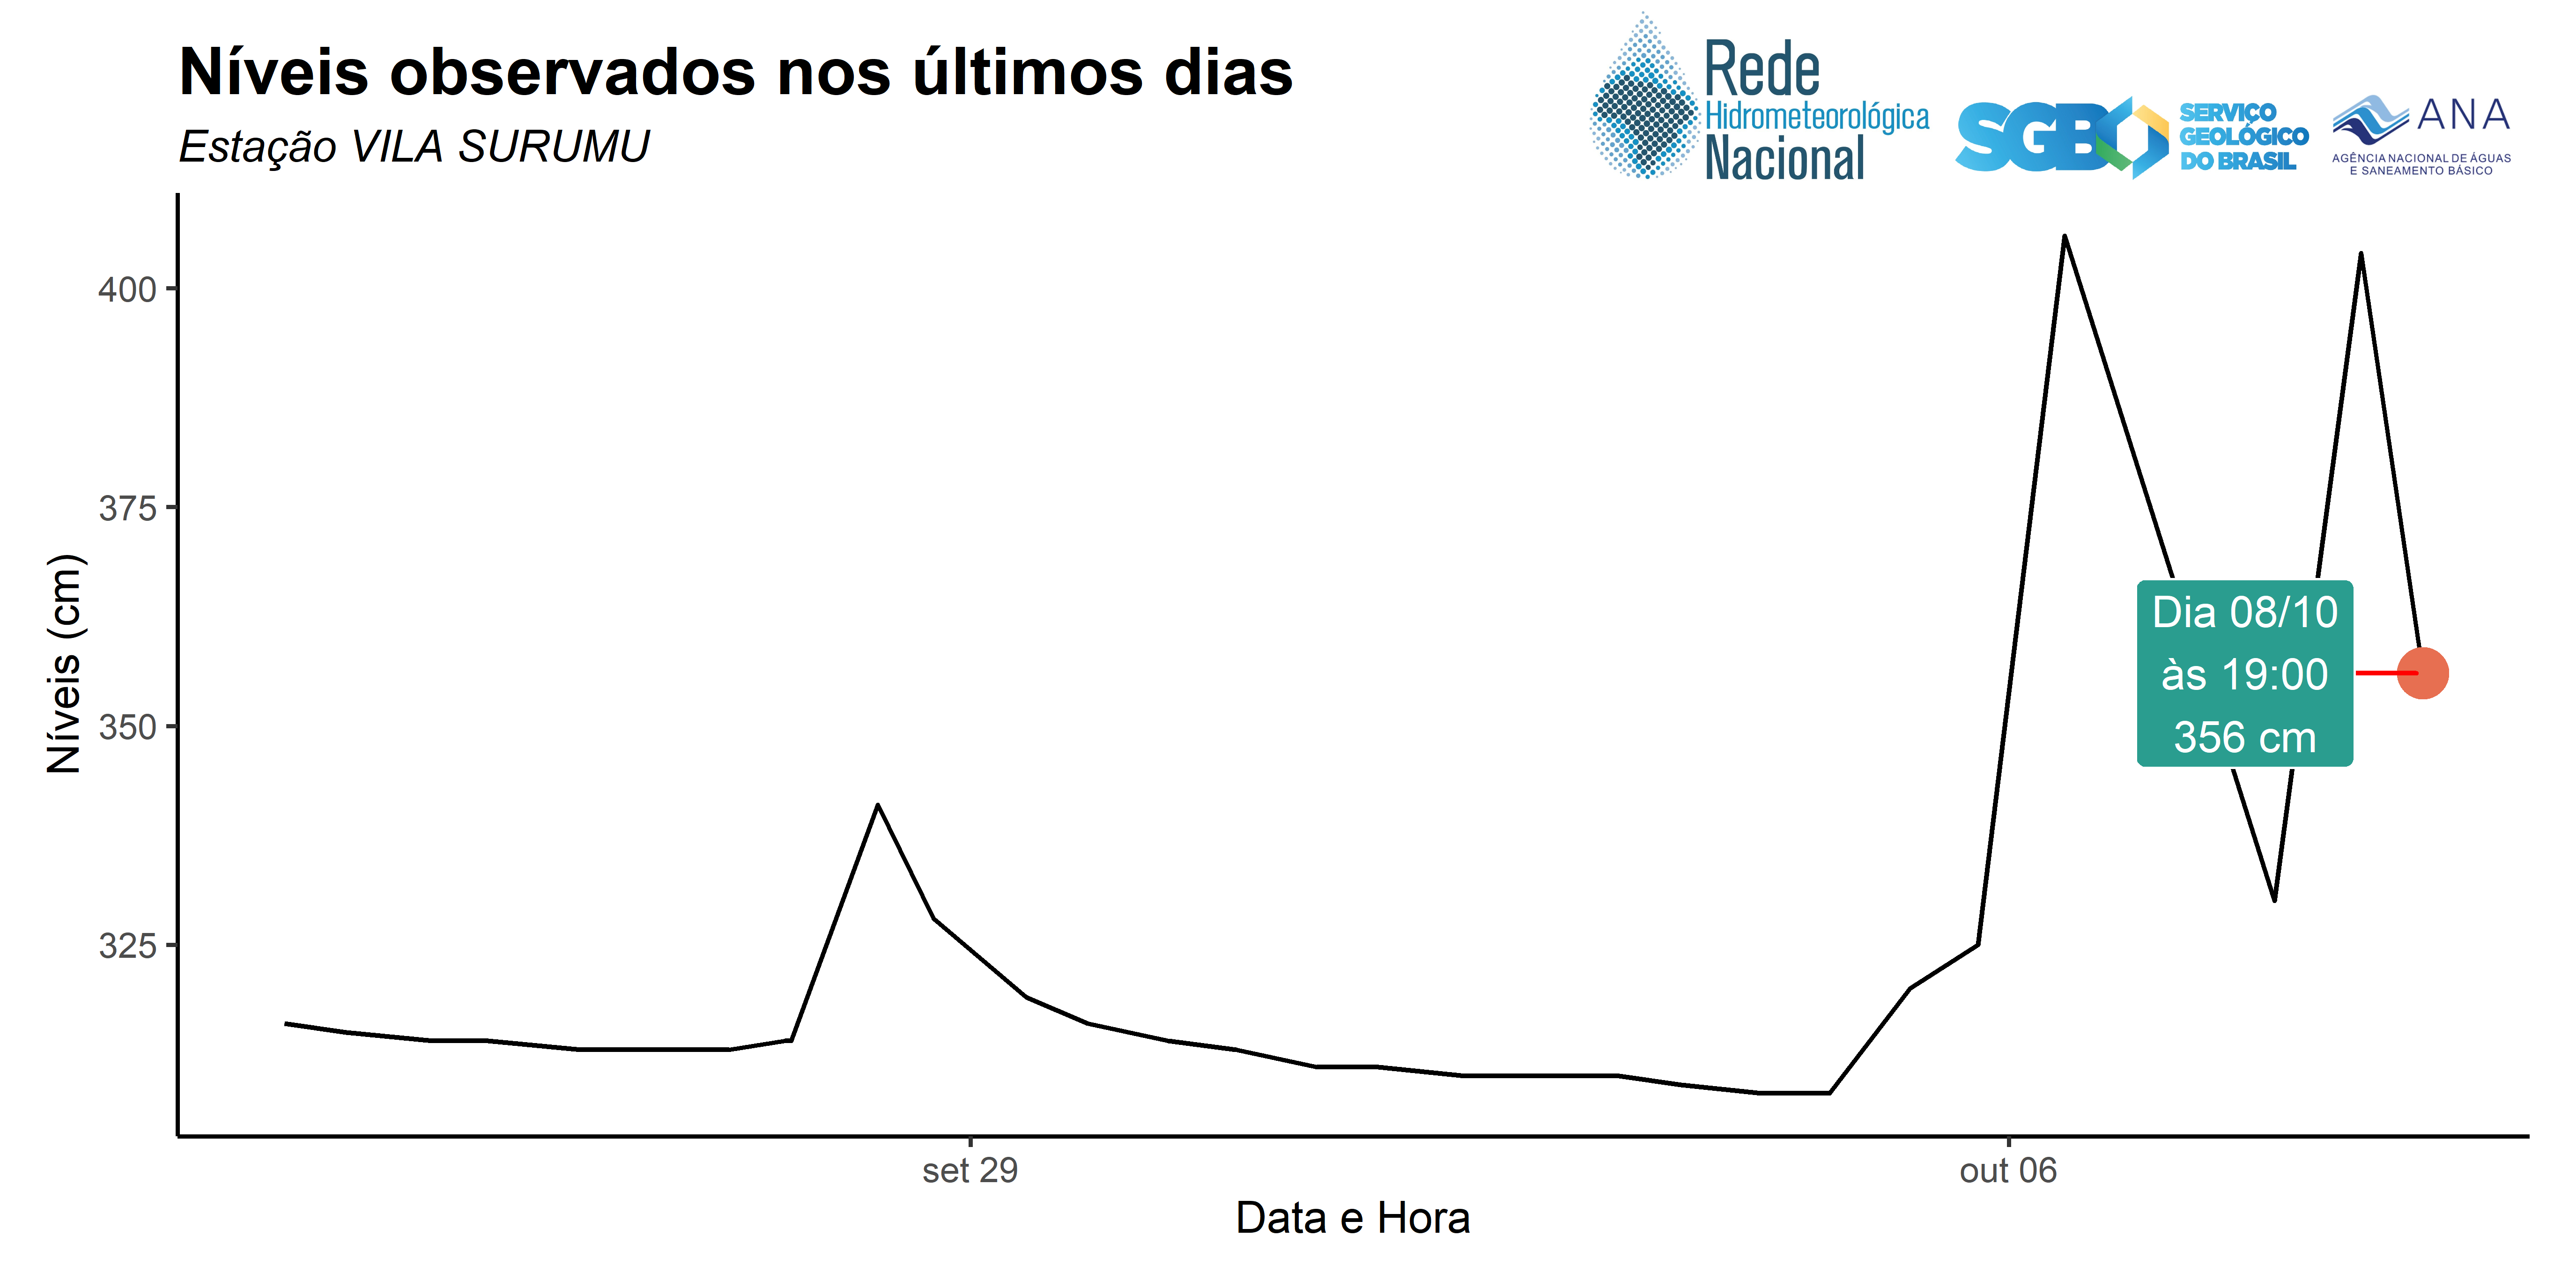 Níveis observados nos últimos dias
Estação VILA SURUMU
Rede
Hidrometeorológica
Nacional
SGB
SERVIÇO
GEOLÓGICO
DO BRASIL
ANA
AGÊNCIA NACIONAL DE ÁGUAS
E SANEAMENTO BÁSICO
Níveis (cm)
400
375
350
325
Dia 08/10
às 19:00
356 cm
set 29
out 06
Data e Hora